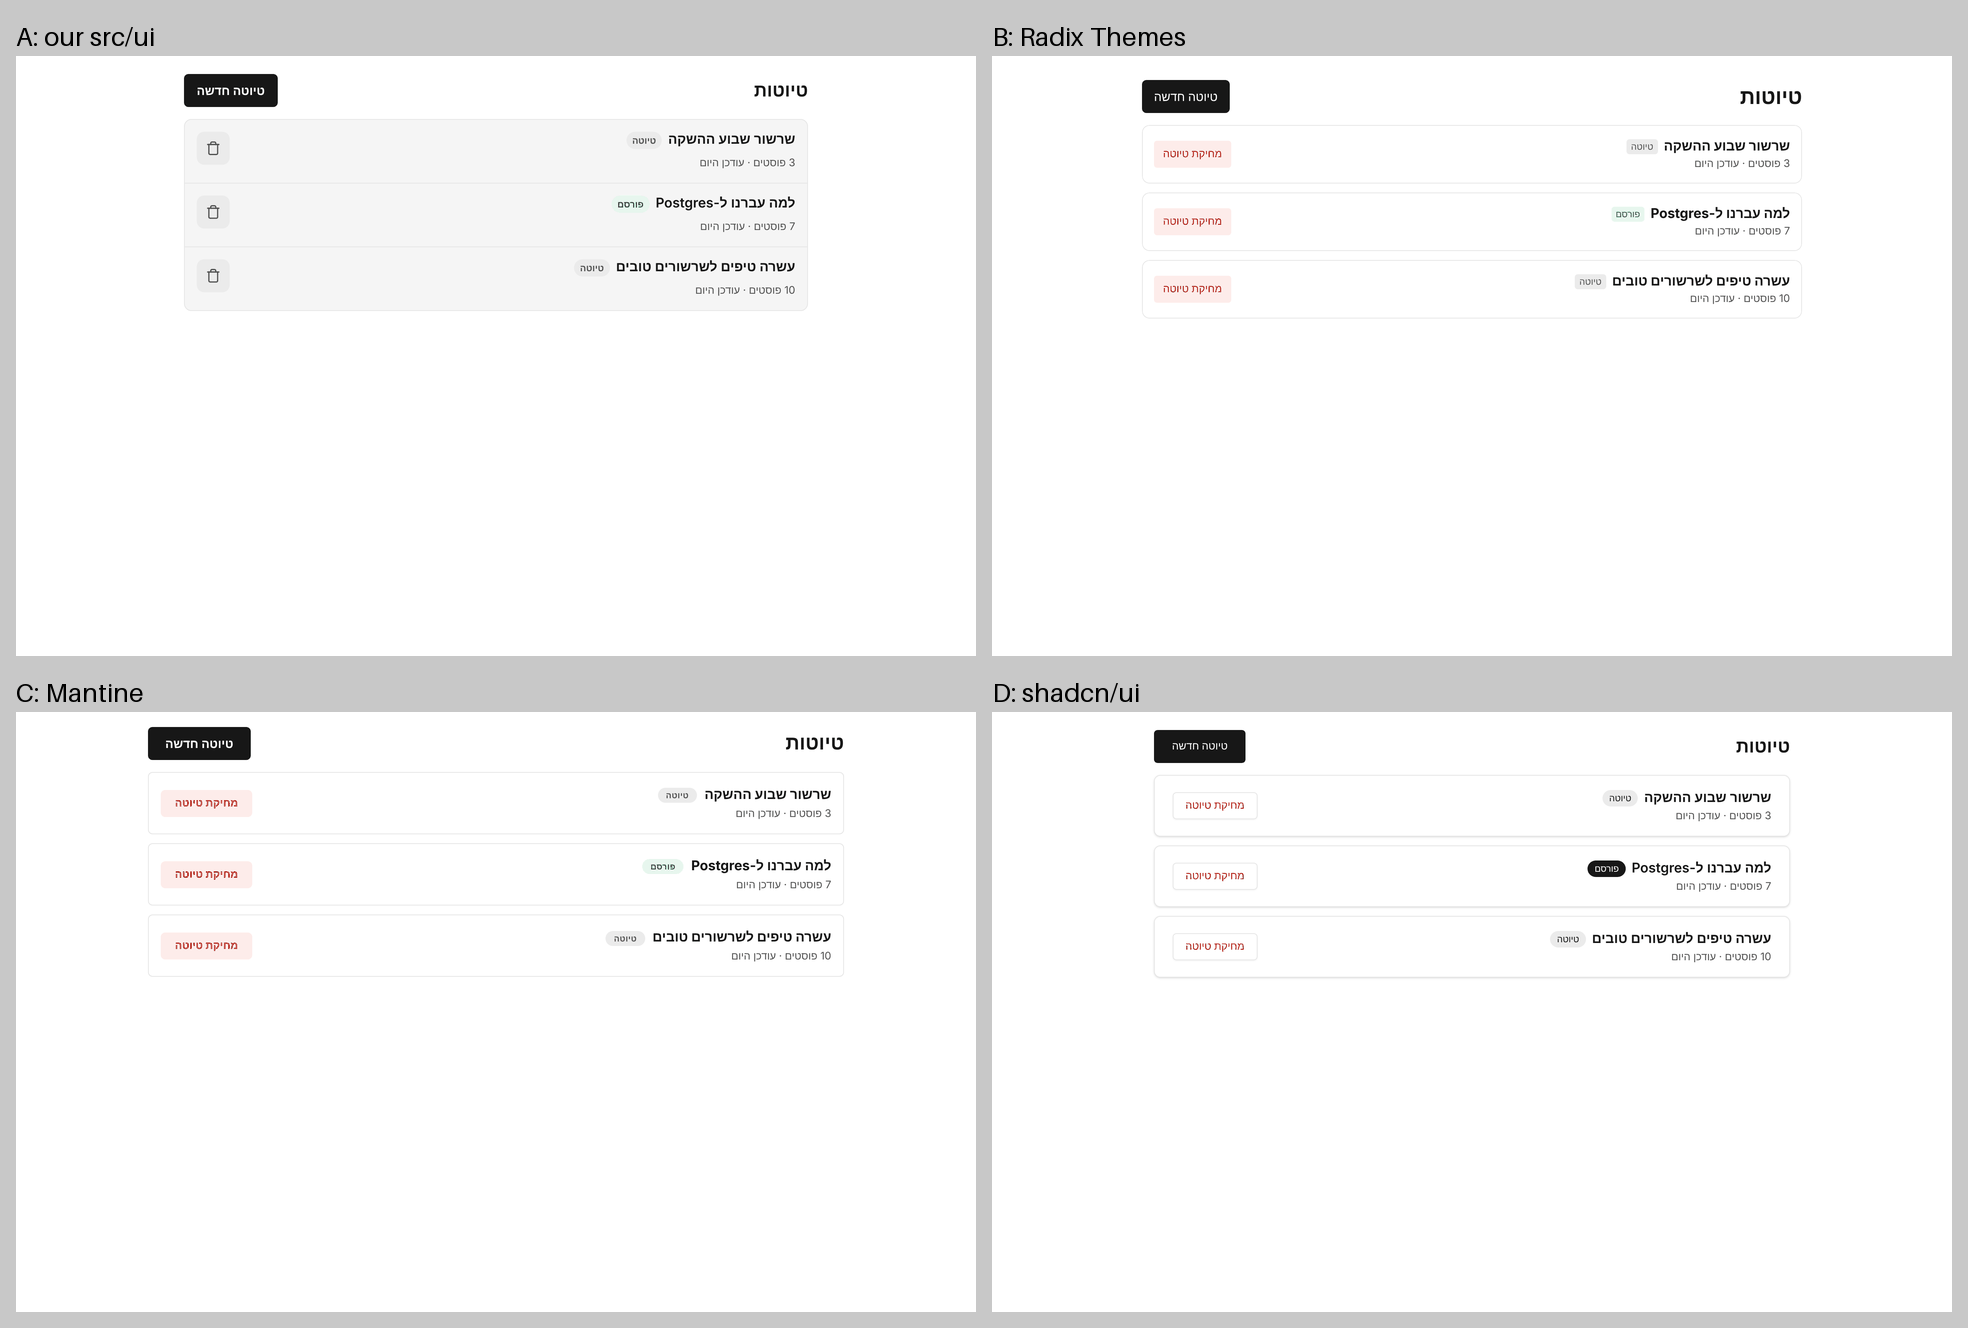 A: our src/ui
טיוטות
טיוטה חדשה
שרשור שבוע ההשקה טיוטה
3 פוסטים · עודכן היום
למה עברנו ל-Postgres פורסם
7 פוסטים · עודכן היום
עשרה טיפים לשרשורים טובים טיוטה
10 פוסטים · עודכן היום
B: Radix Themes
טיוטות
טיוטה חדשה
שרשור שבוע ההשקה טיוטה
3 פוסטים · עודכן היום
מחיקת טיוטה
למה עברנו ל-Postgres פורסם
7 פוסטים · עודכן היום
מחיקת טיוטה
עשרה טיפים לשרשורים טובים טיוטה
10 פוסטים · עודכן היום
מחיקת טיוטה
C: Mantine
טיוטות
טיוטה חדשה
שרשור שבוע ההשקה טיוטה
3 פוסטים · עודכן היום
מחיקת טיוטה
למה עברנו ל-Postgres פורסם
7 פוסטים · עודכן היום
מחיקת טיוטה
עשרה טיפים לשרשורים טובים טיוטה
10 פוסטים · עודכן היום
מחיקת טיוטה
D: shadcn/ui
טיוטות
טיוטה חדשה
שרשור שבוע ההשקה טיוטה
3 פוסטים · עודכן היום
מחיקת טיוטה
למה עברנו ל-Postgres פורסם
7 פוסטים · עודכן היום
מחיקת טיוטה
עשרה טיפים לשרשורים טובים טיוטה
10 פוסטים · עודכן היום
מחיקת טיוטה